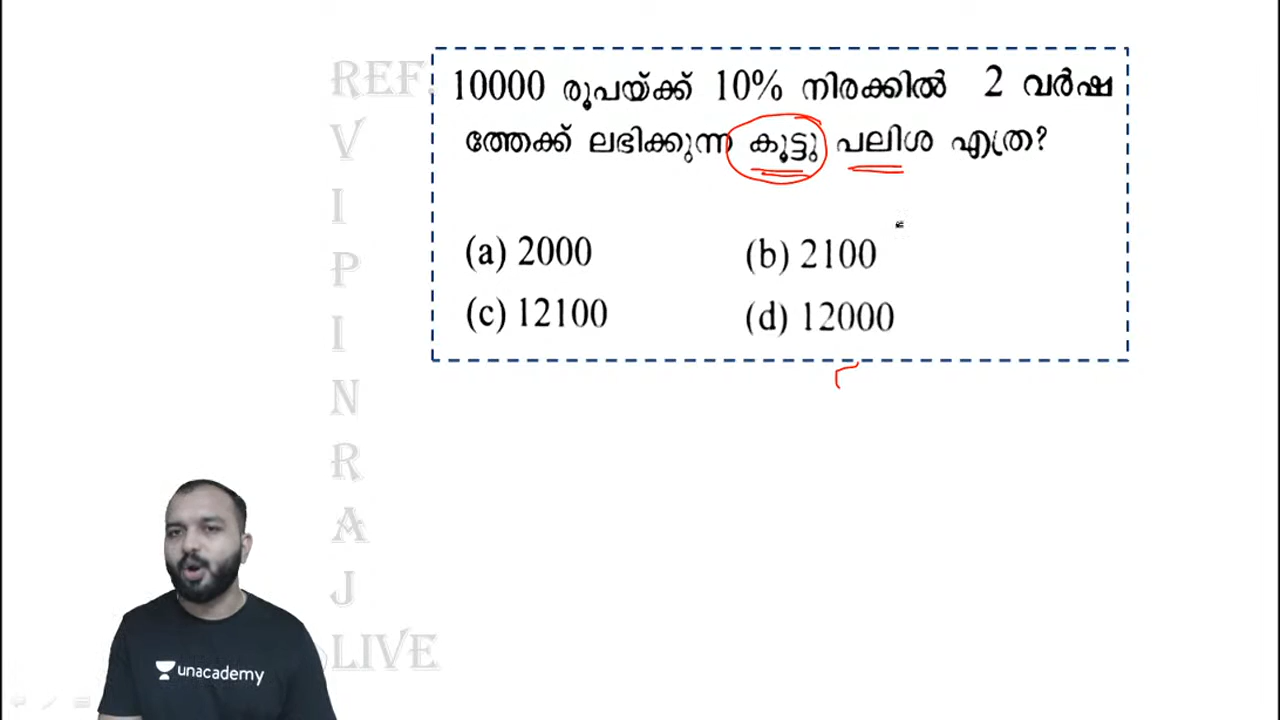 REF.
V
I
P
I
N
R
A
J
LIVE
10000 രൂപയ്ക്ക് 10% നിരക്കിൽ 2 വർഷ
ത്തേക്ക് ലഭിക്കുന്ന കൂട്ടു പലിശ എത്ര?
(a) 2000 (b) 2100
(c) 12100 (d) 12000
unacademy